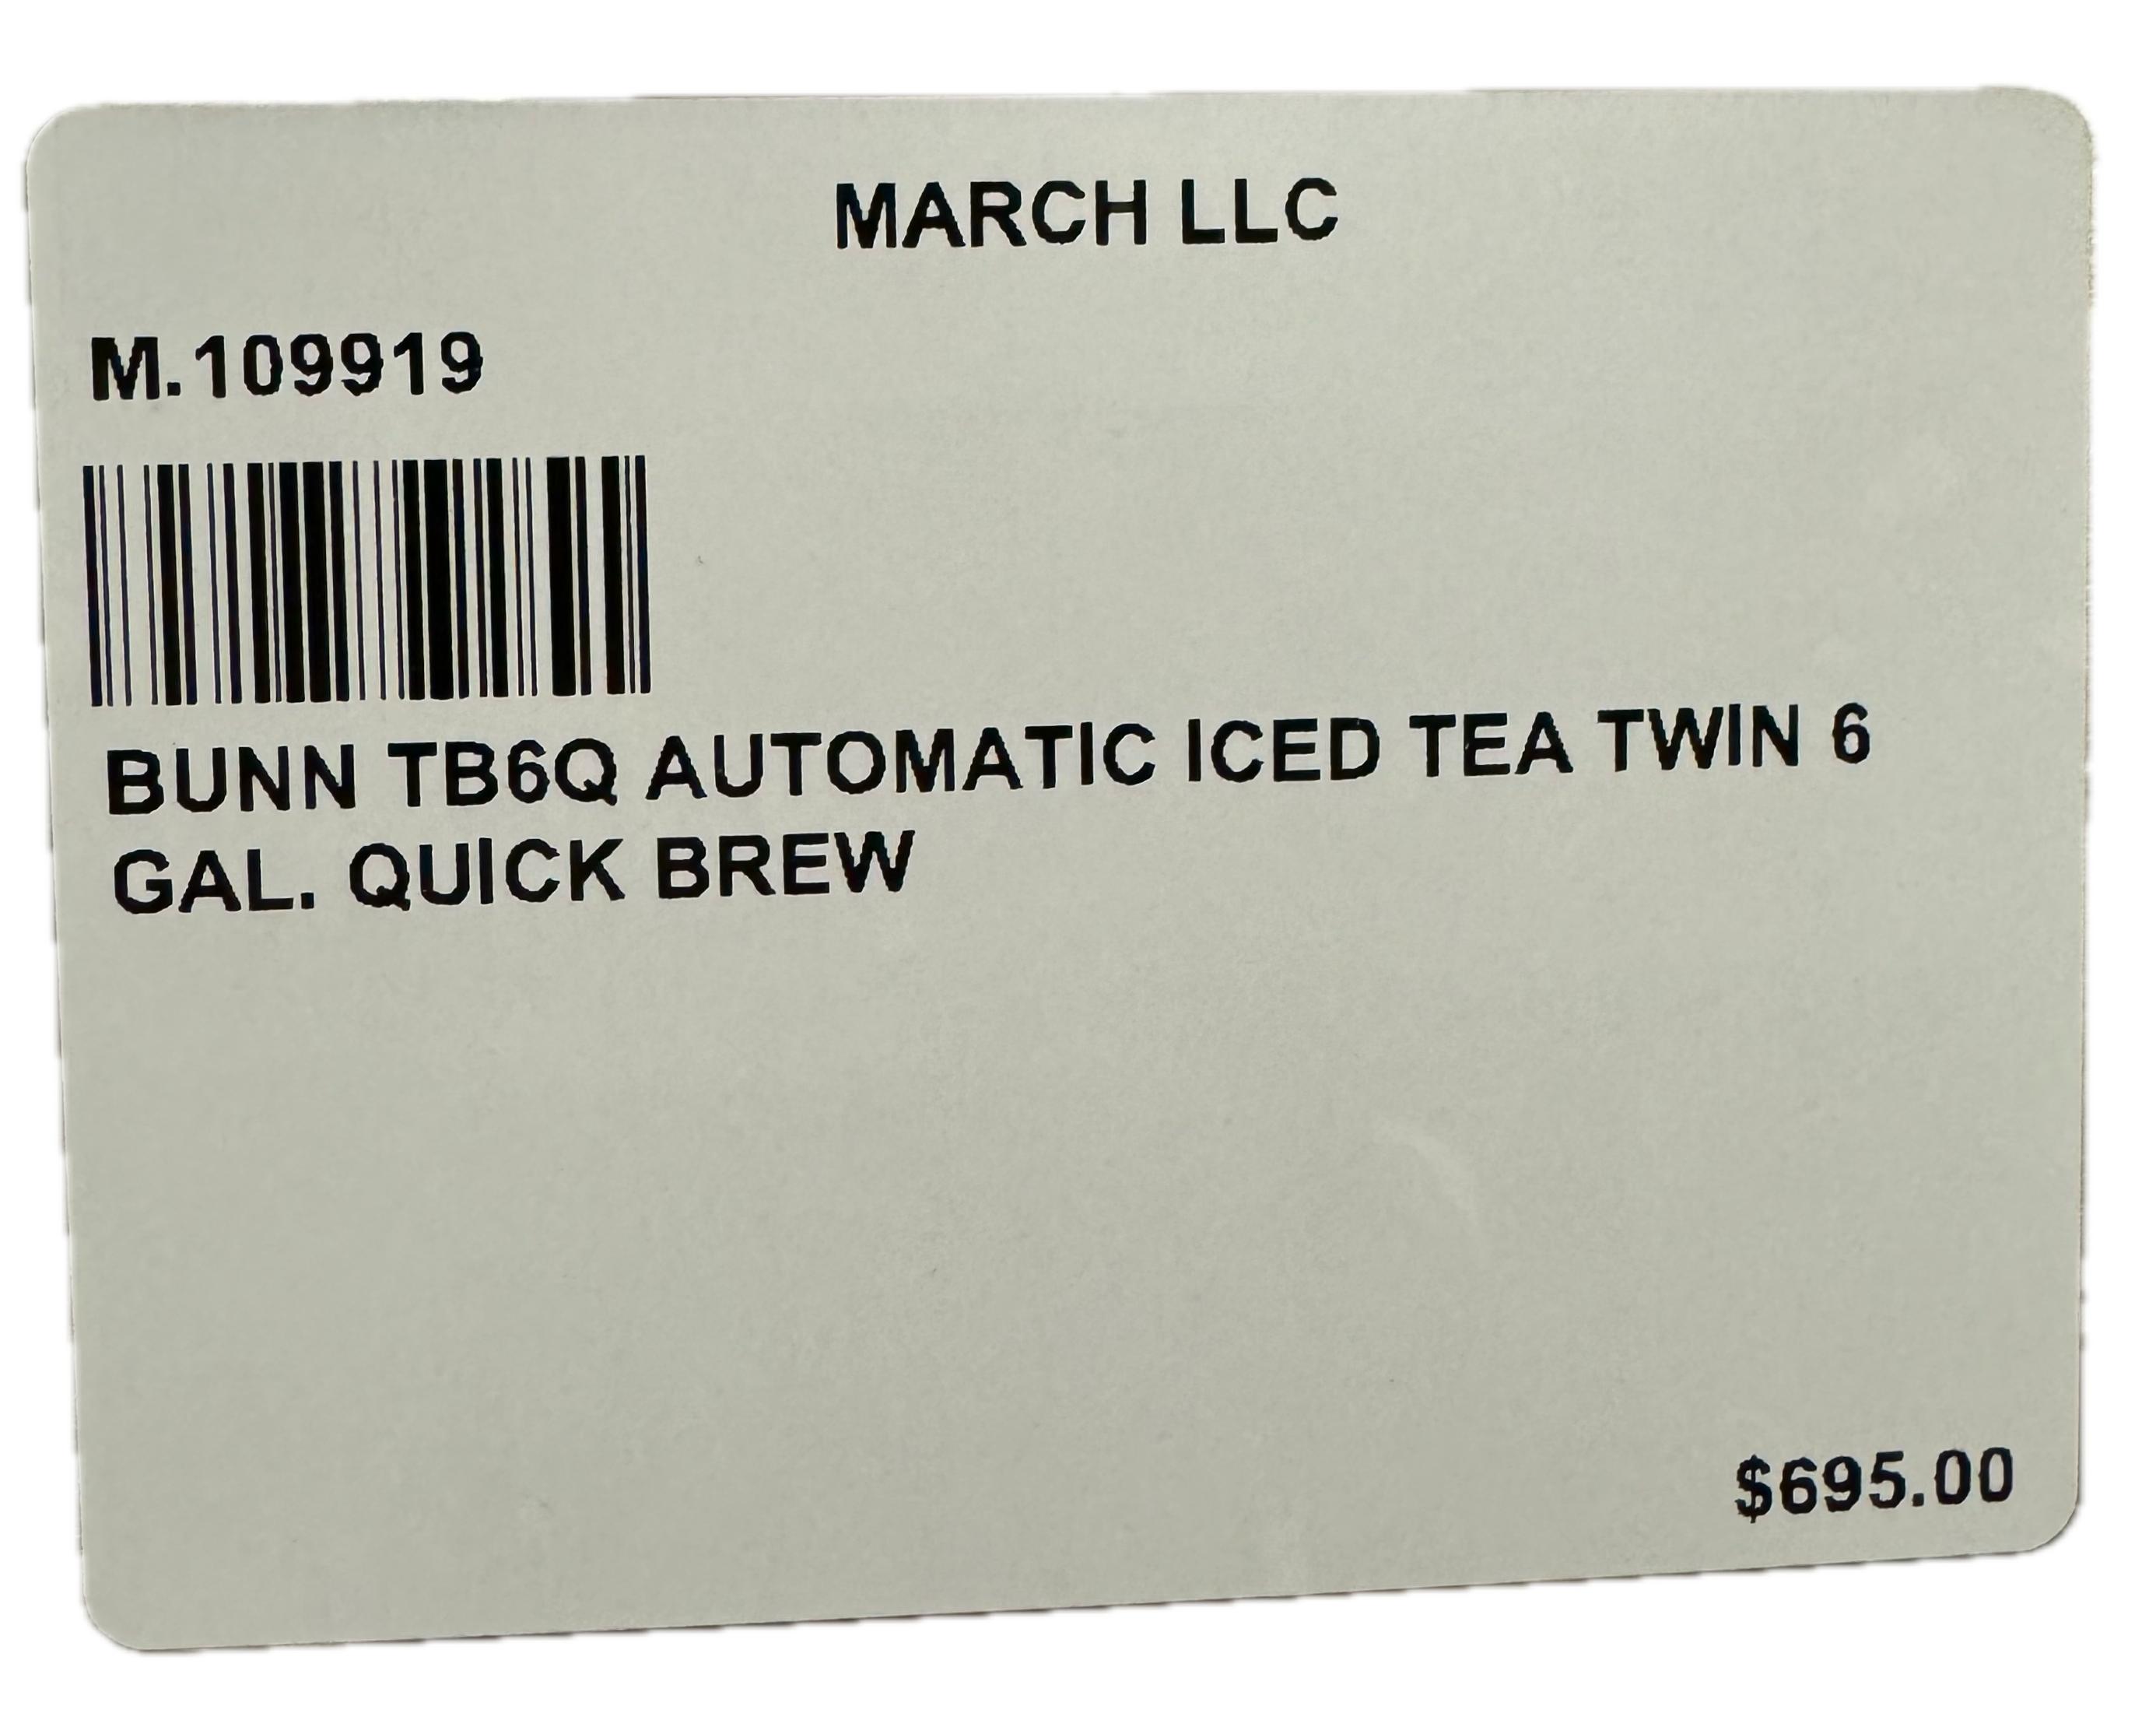 MARCH LLC
M.109919
BUNN TB6Q AUTOMATIC ICED TEA TWIN 6
GAL. QUICK BREW
$695.00